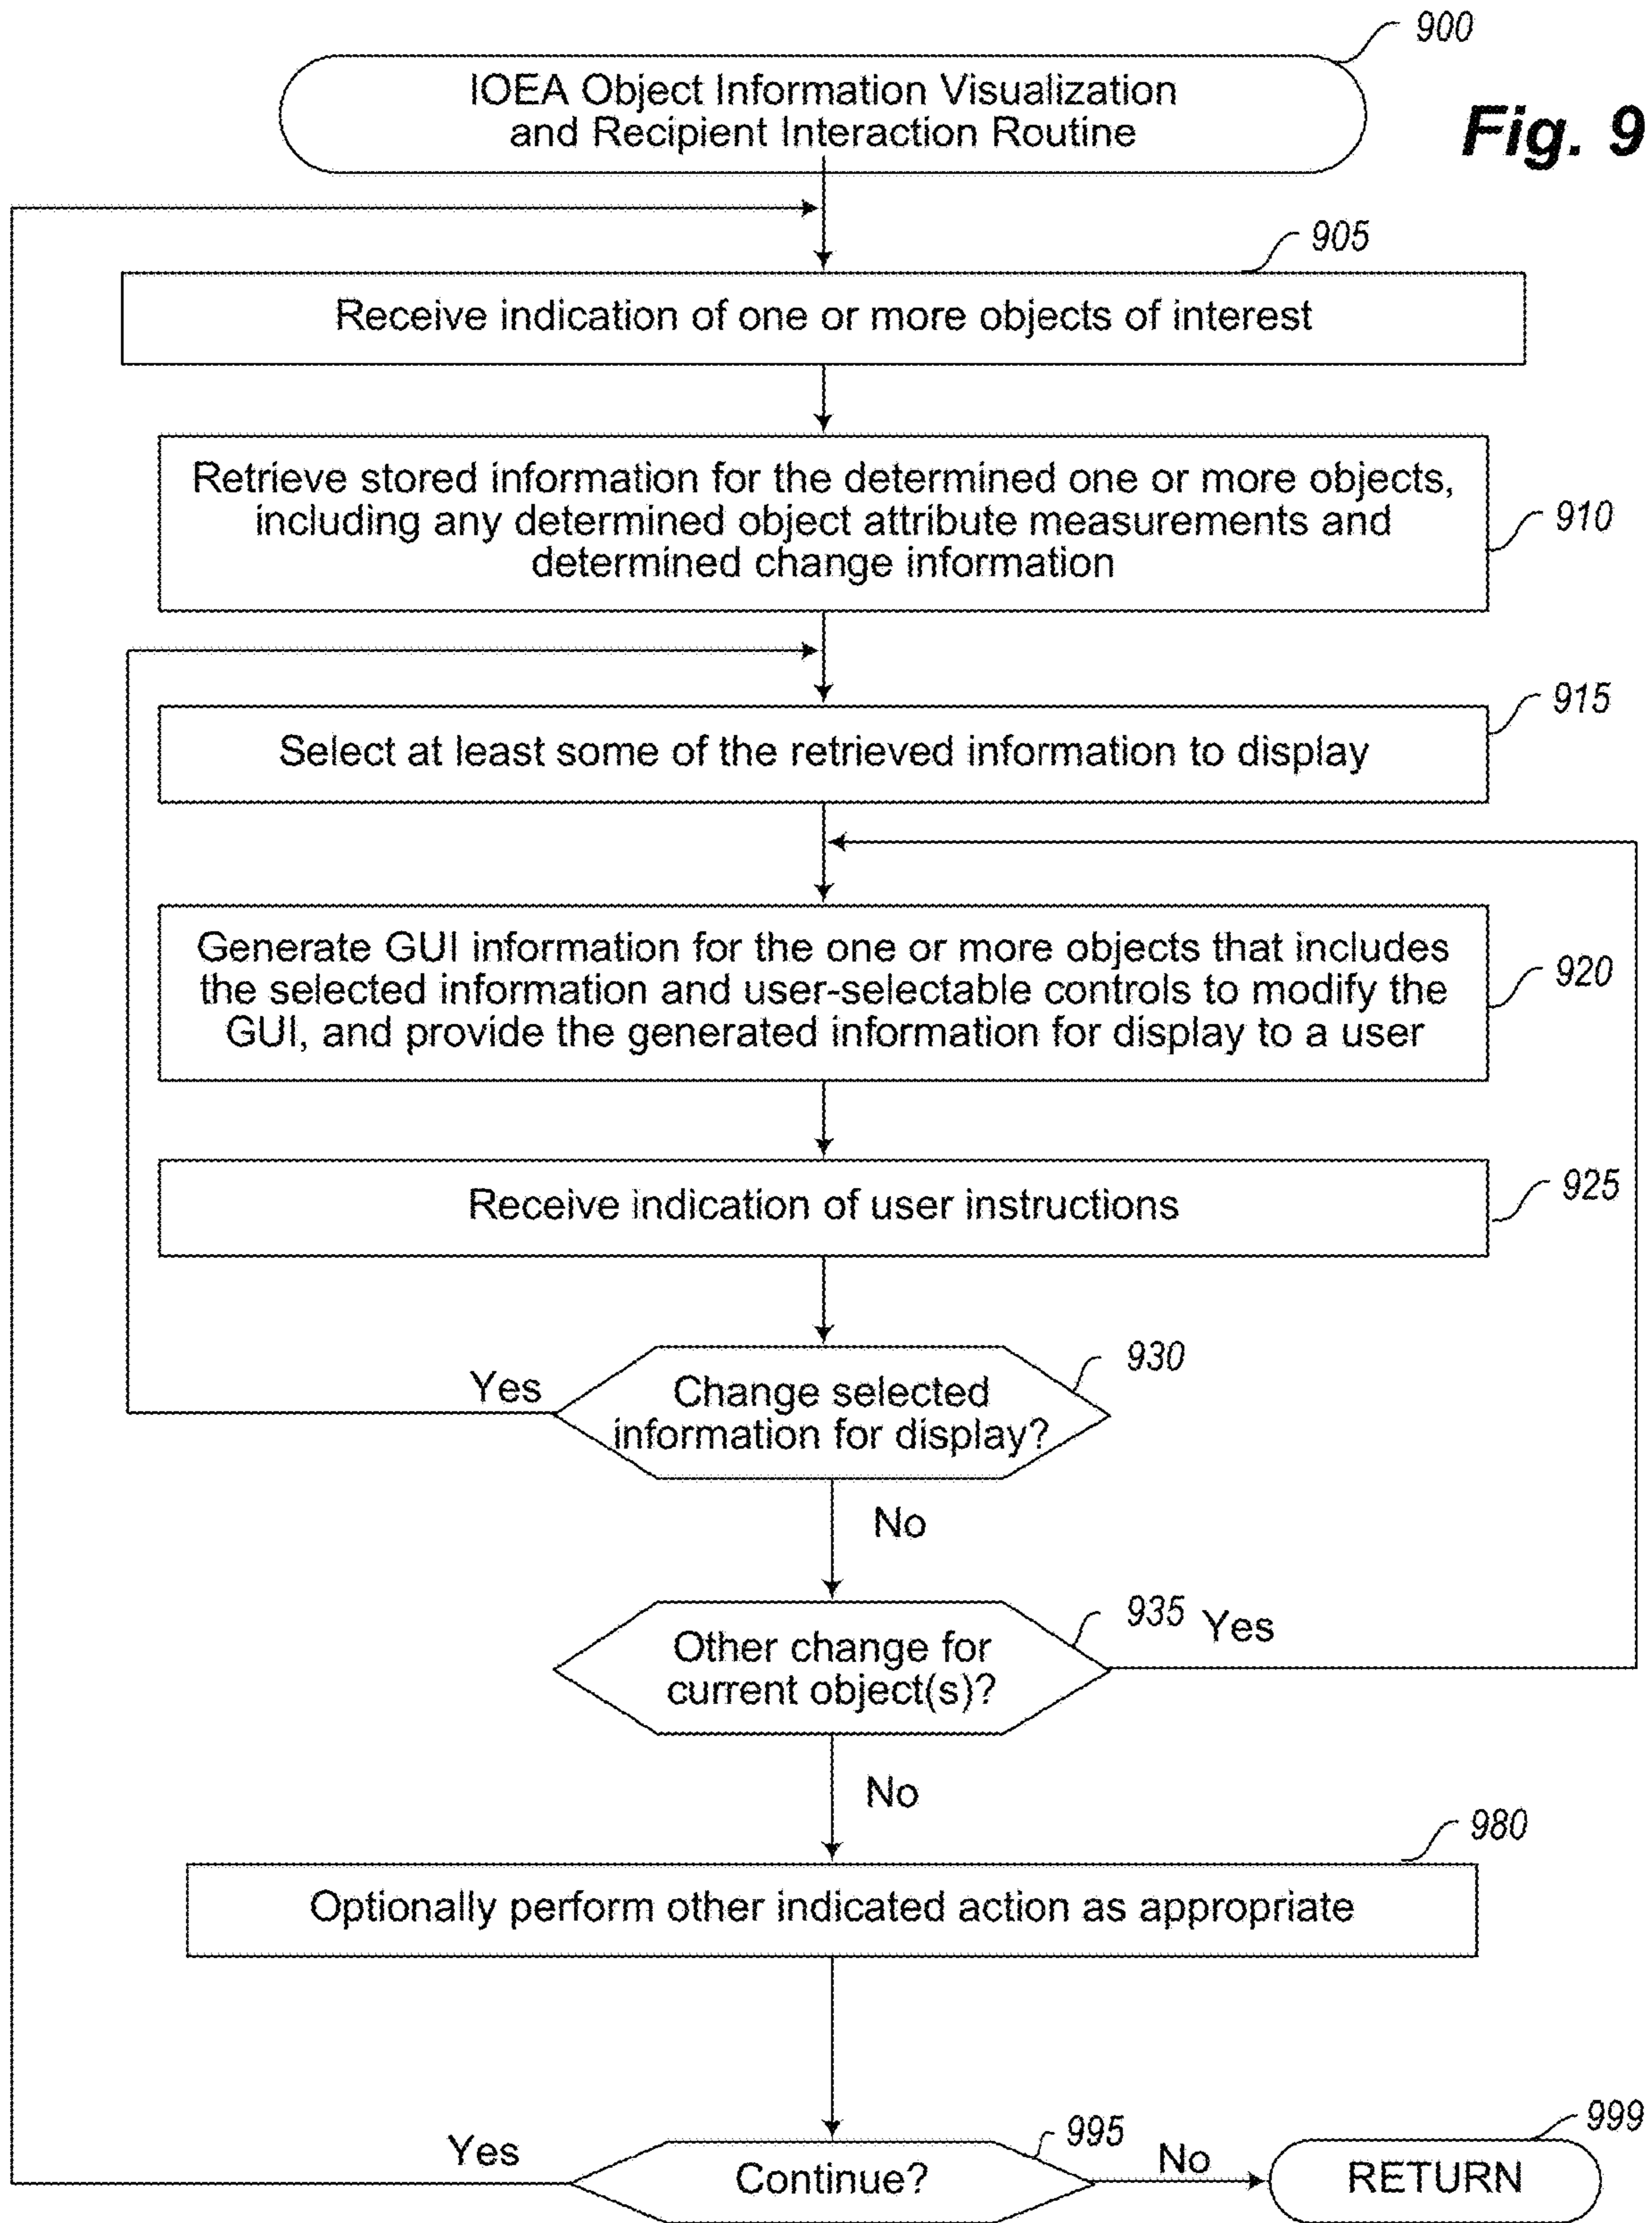 900
IOEA Object Information Visualization
and Recipient Interaction Routine
Fig. 9
905
Receive indication of one or more objects of interest
Retrieve stored information for the determined one or more objects,
including any determined object attribute measurements and
determined change information
910
915
Select at least some of the retrieved information to display
Generate GUI information for the one or more objects that includes
the selected information and user-selectable controls to modify the
GUI, and provide the generated information for display to a user
920
Receive indication of user instructions
925
930
Yes
Change selected
information for display?
No
935
Yes
Other change for
current object(s)?
No
980
Optionally perform other indicated action as appropriate
995
999
Yes
Continue?
No
RETURN